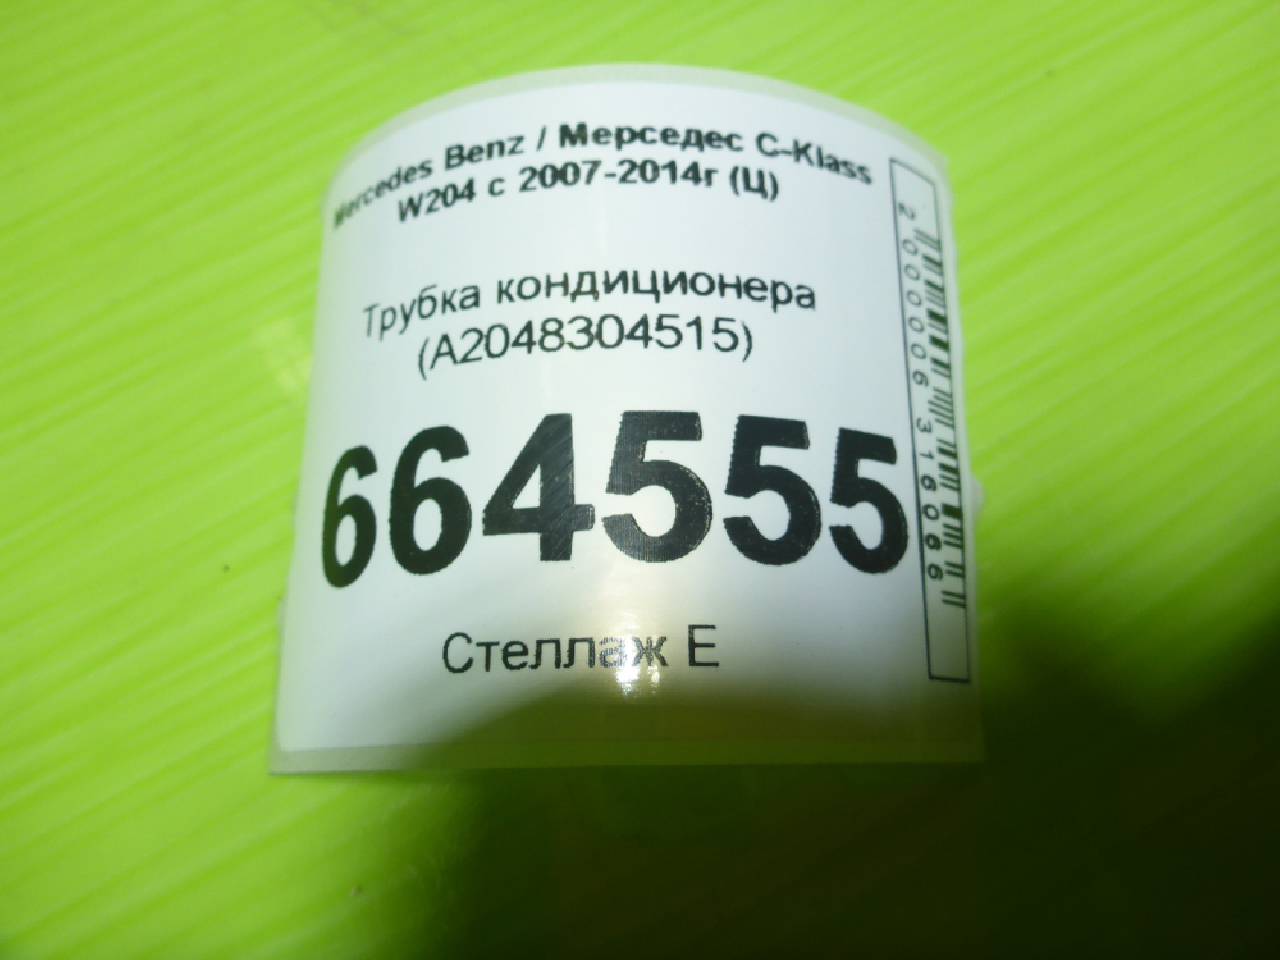 Mercedes Benz / Мерседес C-Klass
W204 с 2007-2014г (Ц)
Трубка кондиционера
(A2048304515)
664555
Стеллаж Е
2000006316066